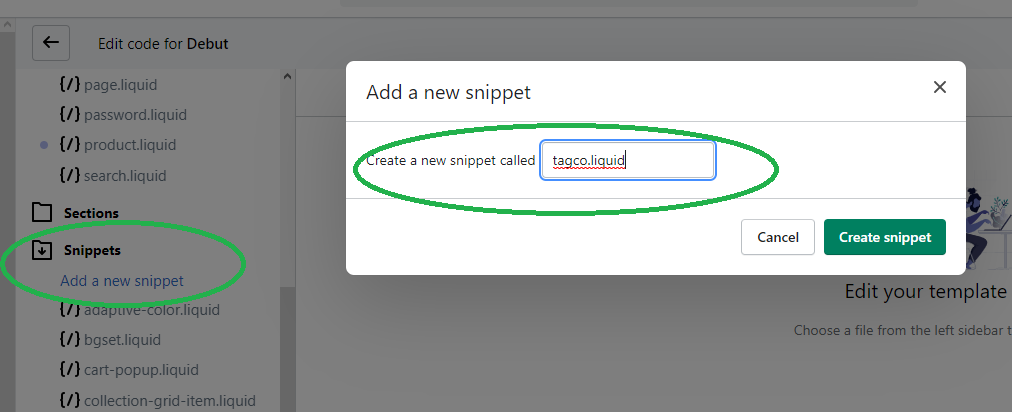 Edit code for Debut
{/} page.liquid
{/} password.liquid
{/} product.liquid
{/} search.liquid
Sections
Snippets
Add a new snippet
{/} adaptive-color.liquid
{/} bgset.liquid
{/} cart-popup.liquid
{/} collection-grid-item.liquid
Add a new snippet
Create a new snippet called tagco.liquid
Cancel Create snippet
Edit your template
Choose a file from the left sidebar t